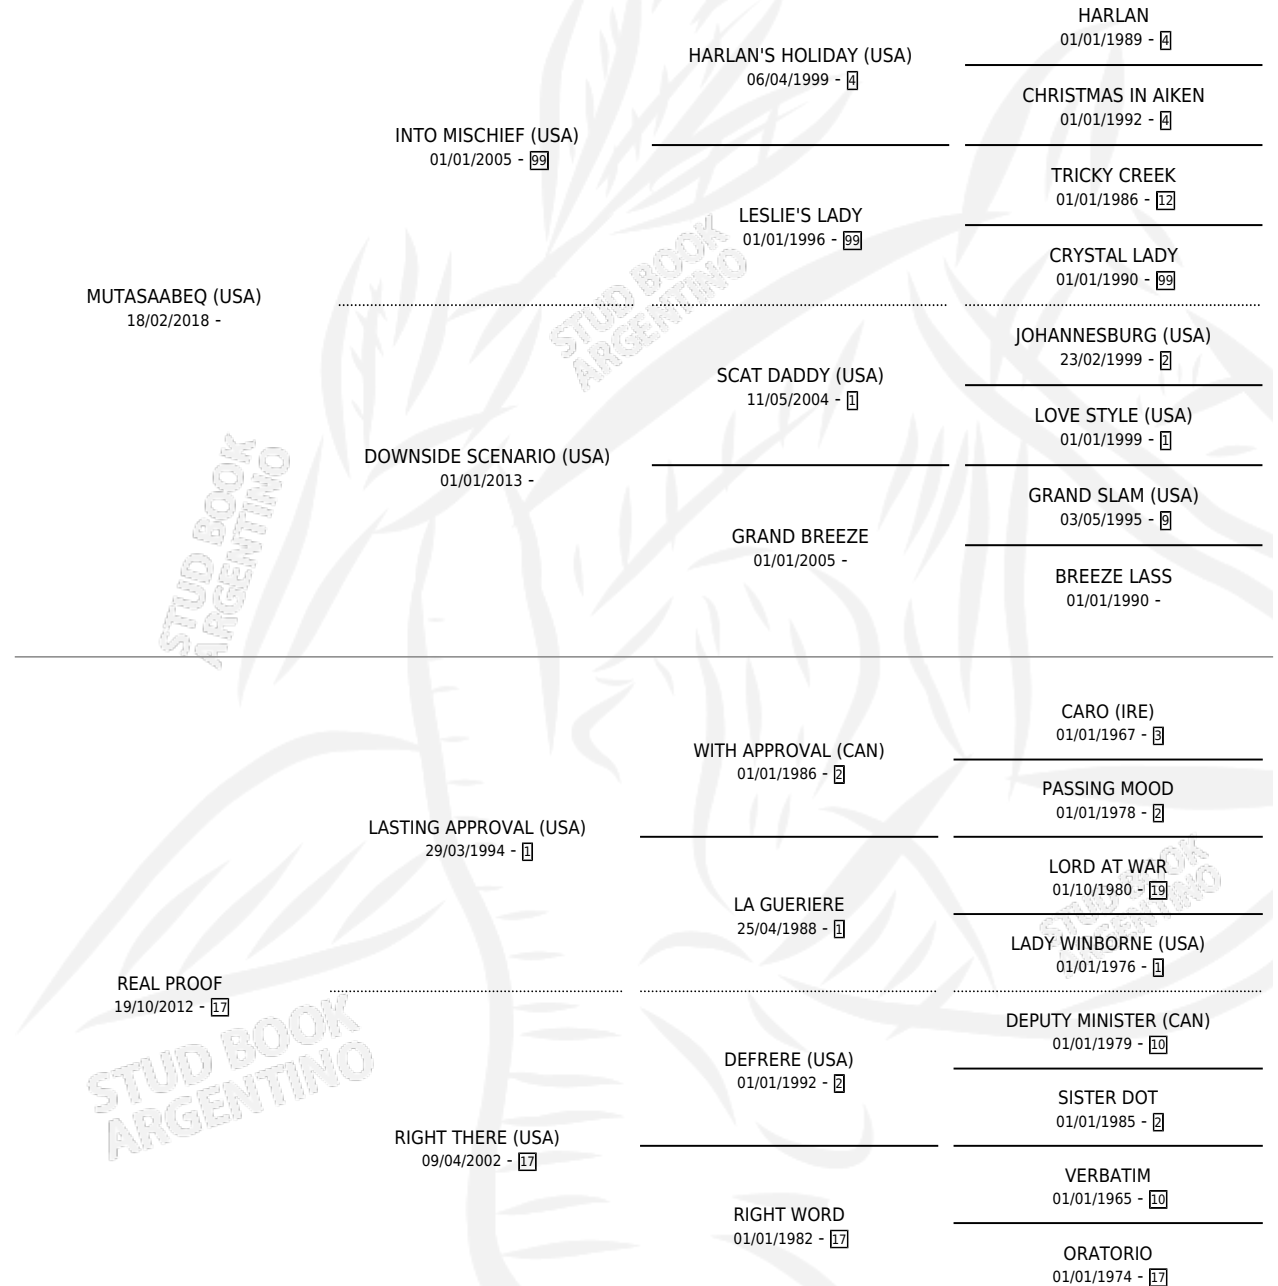 HARLAN
01/01/1989 - 4
HARLAN'S HOLIDAY (USA)
06/04/1999 - 4
CHRISTMAS IN AIKEN
01/01/1992 - 4
INTO MISCHIEF (USA)
01/01/2005 - 99
TRICKY CREEK
01/01/1986 - 12
LESLIE'S LADY
01/01/1996 - 99
CRYSTAL LADY
01/01/1990 - 99
MUTASAABEQ (USA)
18/02/2018 -
JOHANNESBURG (USA)
23/02/1999 - 2
SCAT DADDY (USA)
11/05/2004 - 1
LOVE STYLE (USA)
01/01/1999 - 1
DOWNSIDE SCENARIO (USA)
01/01/2013 -
GRAND SLAM (USA)
03/05/1995 - 9
GRAND BREEZE
01/01/2005 -
BREEZE LASS
01/01/1990 -
CARO (IRE)
01/01/1967 - 3
WITH APPROVAL (CAN)
01/01/1986 - 2
PASSING MOOD
01/01/1978 - 2
LASTING APPROVAL (USA)
29/03/1994 - 1
LORD AT WAR
01/10/1980 - 19
LA GUERIERE
25/04/1988 - 1
LADY WINBORNE (USA)
01/01/1976 - 1
REAL PROOF
19/10/2012 - 17
DEPUTY MINISTER (CAN)
01/01/1979 - 10
DEFRERE (USA)
01/01/1992 - 2
SISTER DOT
01/01/1985 - 2
RIGHT THERE (USA)
09/04/2002 - 17
VERBATIM
01/01/1965 - 10
RIGHT WORD
01/01/1982 - 17
ORATORIO
01/01/1974 - 17
STUD BOOK
ARGENTINO
STUD BOOK
ARGENTINO
STUD BOOK
ARGENTINO
STUD BOOK
ARGENTINO